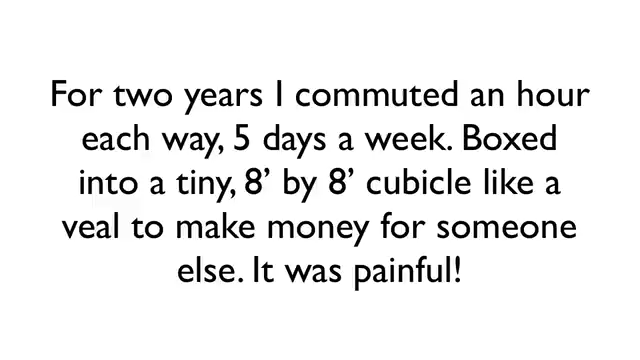 For two years I commuted an hour
each way, 5 days a week. Boxed
into a tiny, 8’ by 8’ cubicle like a
veal to make money for someone
else. It was painful!